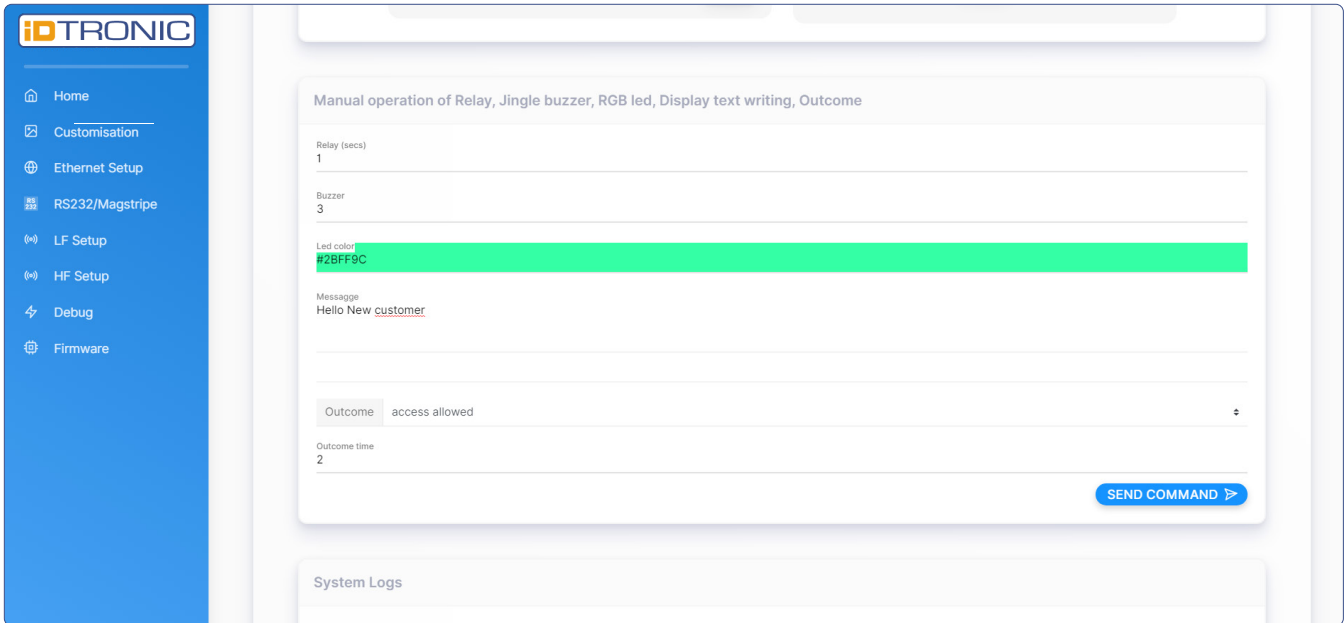 iDTRONIC
Home
Customisation
Ethernet Setup
RS232/Magstripe
LF Setup
HF Setup
Debug
Firmware
Manual operation of Relay, Jingle buzzer, RGB led, Display text writing, Outcome
Relay (secs)
1
Buzzer
3
Led color
#2BFF9C
Messagge
Hello New customer
Outcome access allowed
Outcome time
2
SEND COMMAND
System Logs